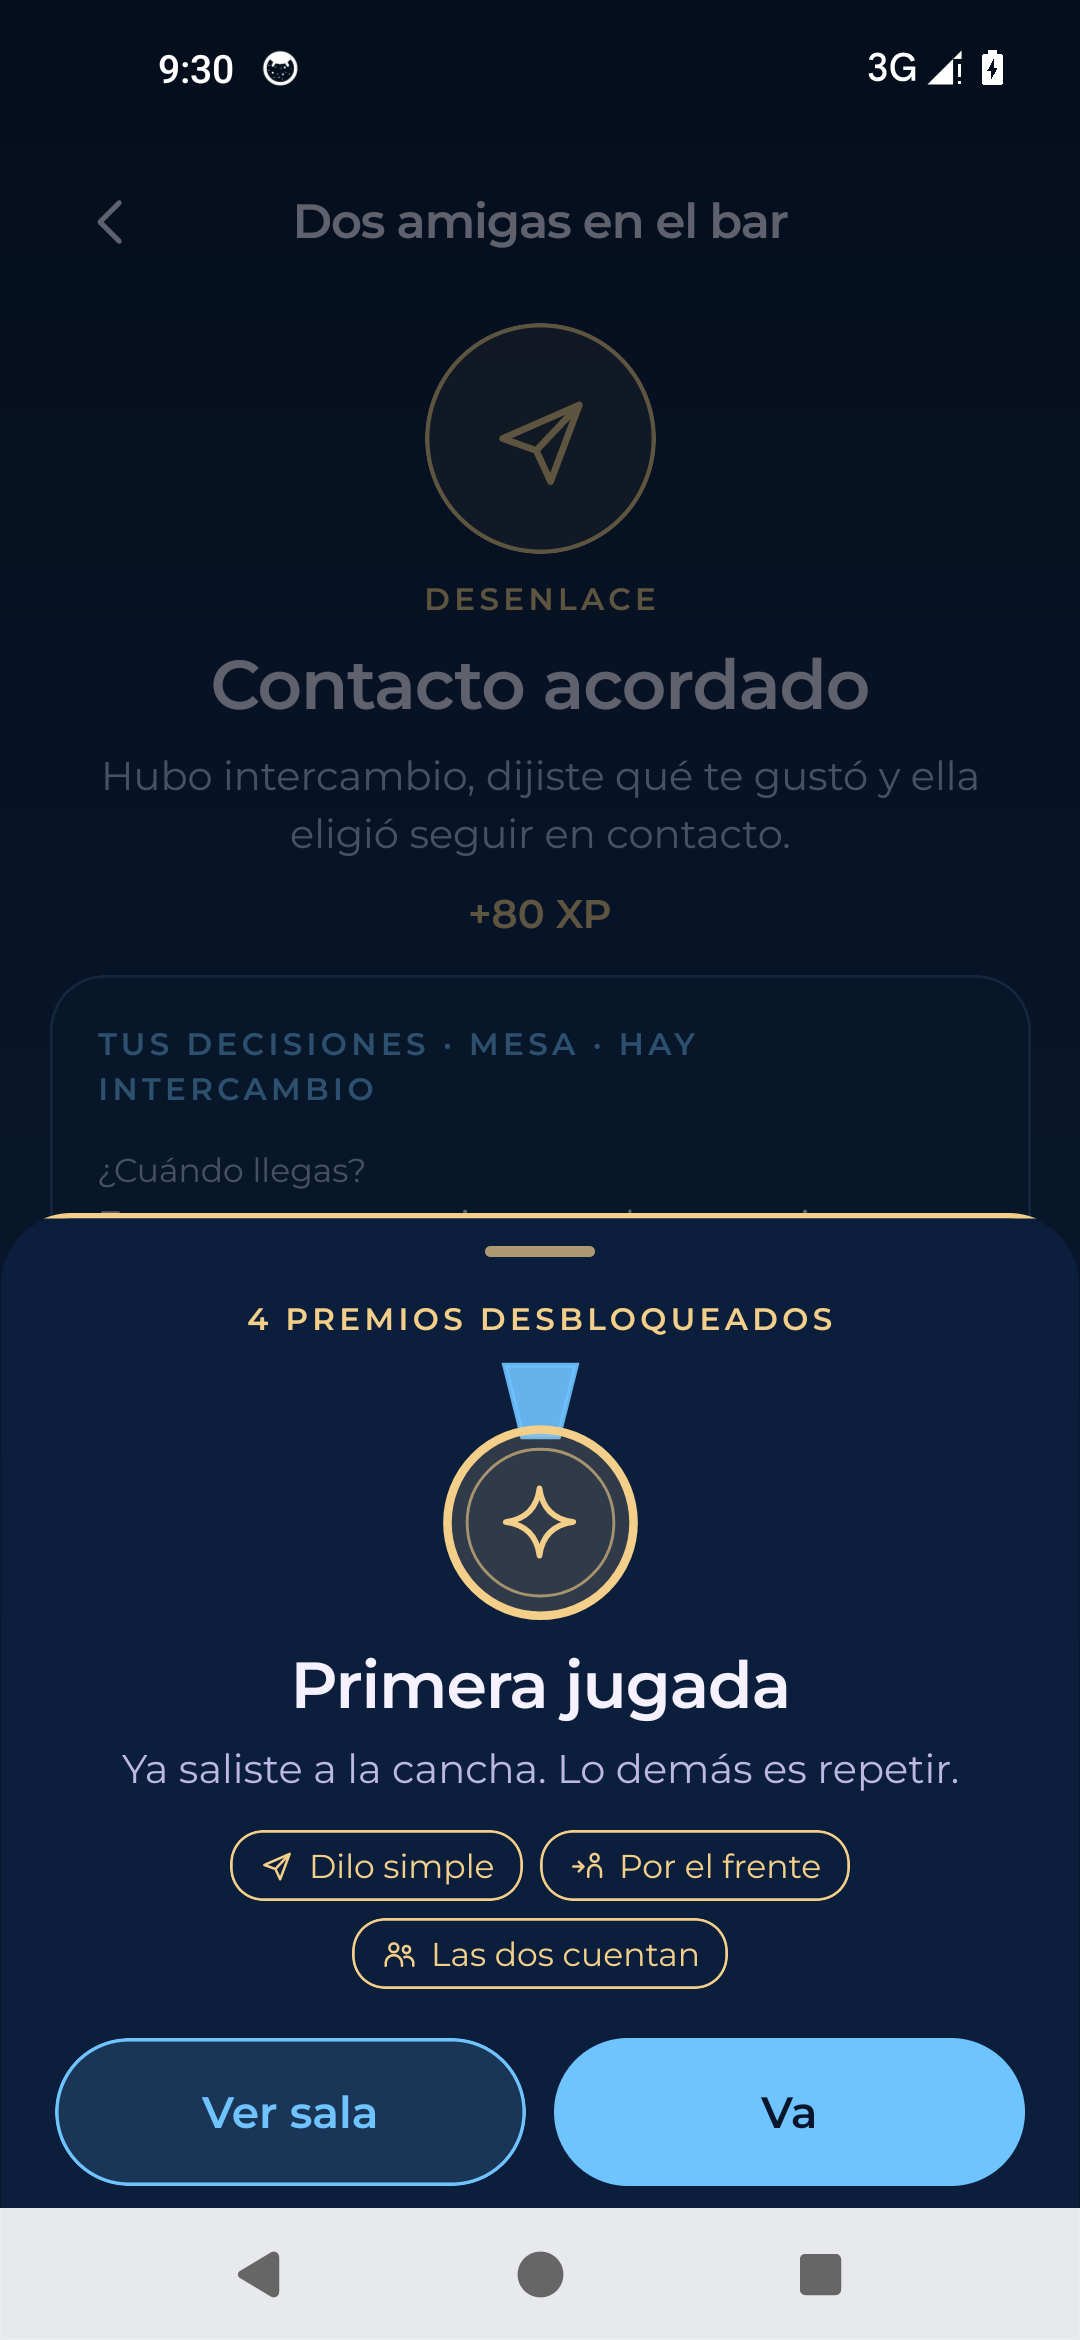 9:30
3G
Dos amigas en el bar
DESENLACE
Contacto acordado
Hubo intercambio, dijiste qué te gustó y ella
eligió seguir en contacto.
+80 XP
TUS DECISIONES · MESA · HAY
INTERCAMBIO
¿Cuándo llegas?
4 PREMIOS DESBLOQUEADOS
Primera jugada
Ya saliste a la cancha. Lo demás es repetir.
Dilo simple
Por el frente
Las dos cuentan
Ver sala
Va